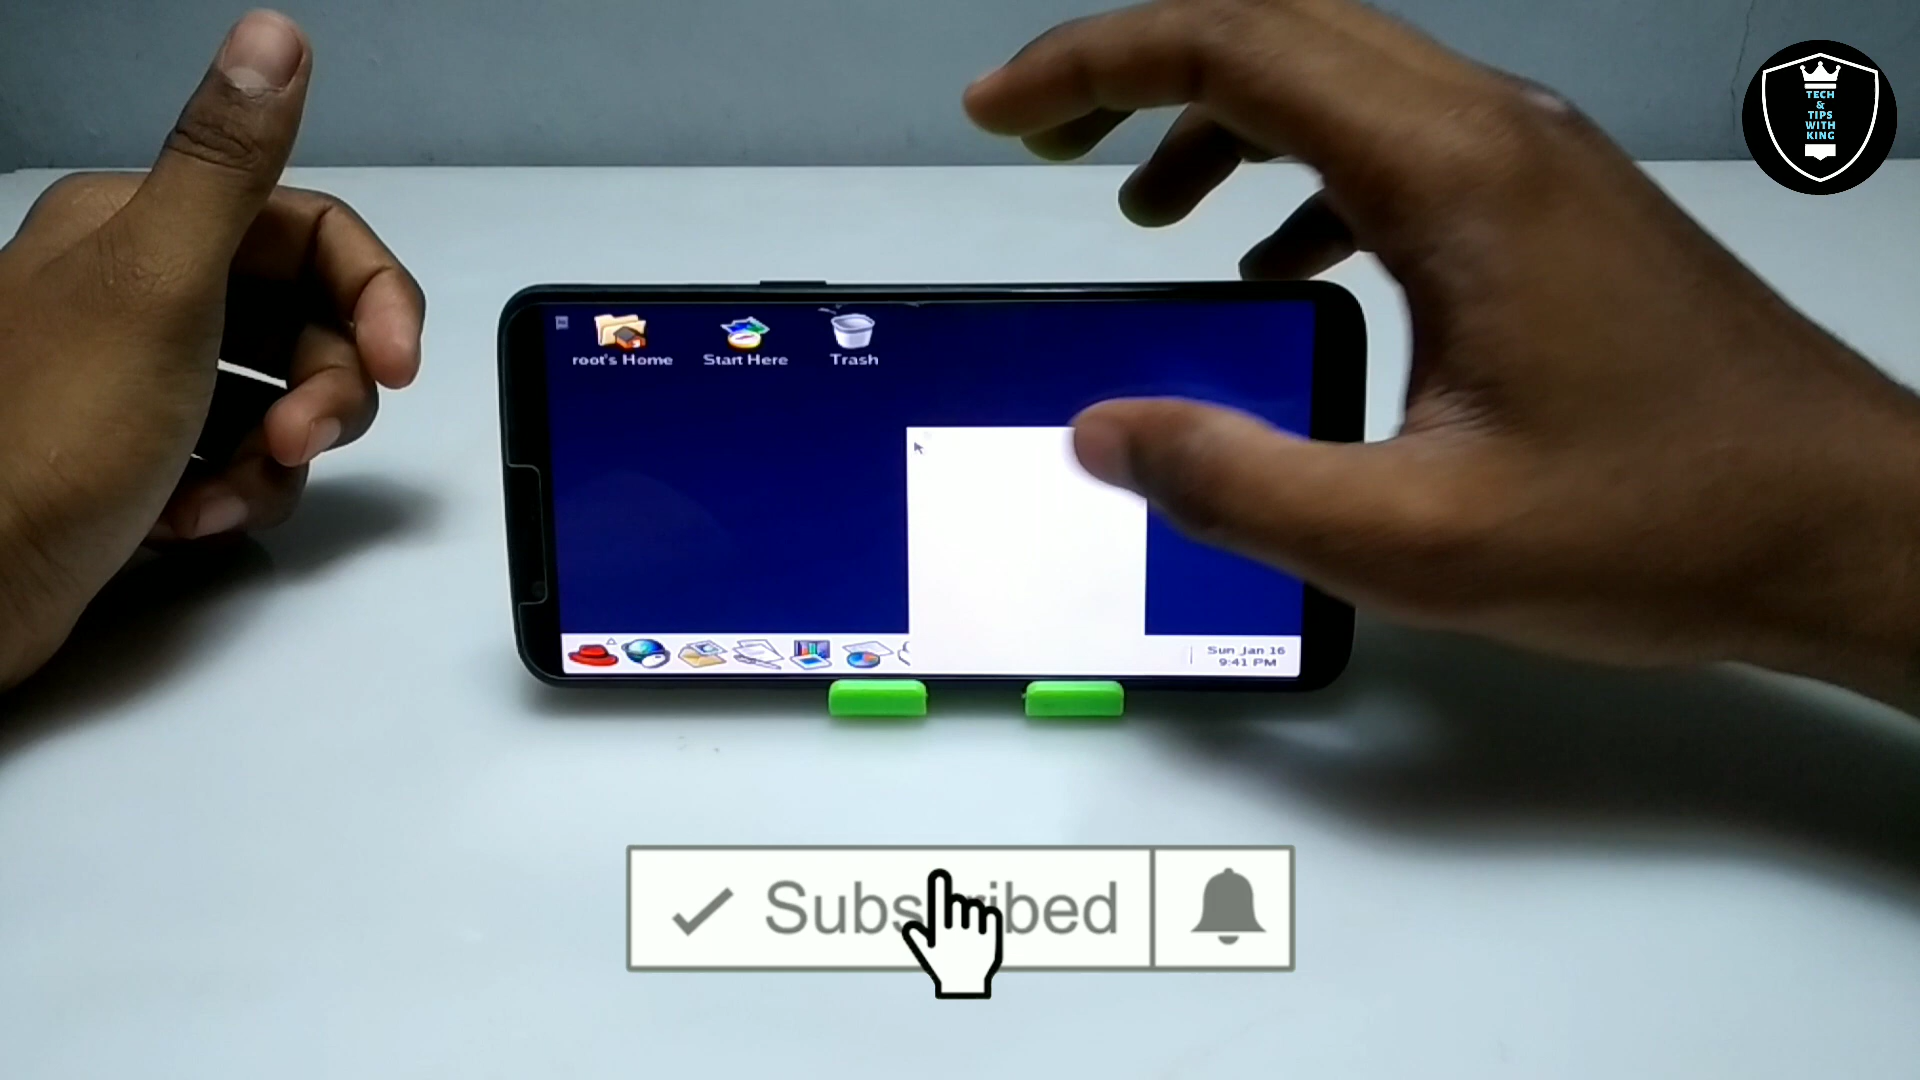 TECH
&
TIPS
WITH
KING
root's Home
Start Here
Trash
Sun Jan 16
9:41 PM
Subscribed